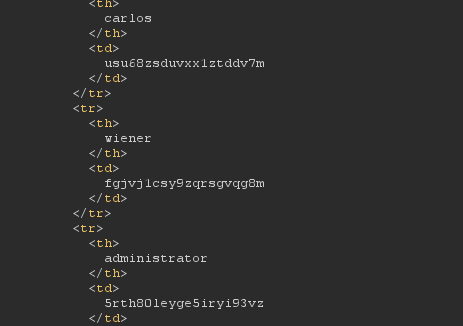 <th>
carlos
</th>
<td>
usu68zsduvxx1ztddv7m
</td>
</tr>
<tr>
<th>
wiener
</th>
<td>
fgjvj1csy9zqrsgvqg8m
</td>
</tr>
<tr>
<th>
administrator
</th>
<td>
5rth80leyge5iryi93vz
</td>